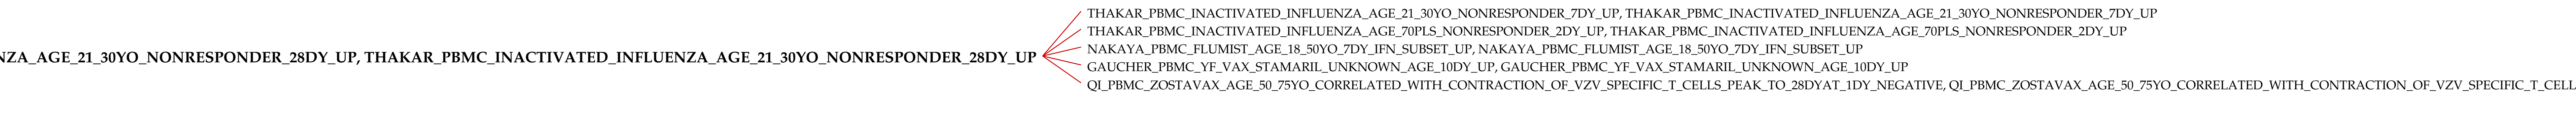 THAKAR_PBMC_INACTIVATED_INFLUENZA_AGE_21_30YO_NONRESPONDER_7DY_UP, THAKAR_PBMC_INACTIVATED_INFLUENZA_AGE_21_30YO_NONRESPONDER_7DY_UP
THAKAR_PBMC_INACTIVATED_INFLUENZA_AGE_70PLS_NONRESPONDER_2DY_UP, THAKAR_PBMC_INACTIVATED_INFLUENZA_AGE_70PLS_NONRESPONDER_2DY_UP
NAKAYA_PBMC_FLUMIST_AGE_18_50YO_7DY_IFN_SUBSET_UP, NAKAYA_PBMC_FLUMIST_AGE_18_50YO_7DY_IFN_SUBSET_UP
NZA_AGE_21_30YO_NONRESPONDER_28DY_UP, THAKAR_PBMC_INACTIVATED_INFLUENZA_AGE_21_30YO_NONRESPONDER_28DY_UP
GAUCHER_PBMC_YF_VAX_STAMARIL_UNKNOWN_AGE_10DY_UP, GAUCHER_PBMC_YF_VAX_STAMARIL_UNKNOWN_AGE_10DY_UP
QI_PBMC_ZOSTAVAX_AGE_50_75YO_CORRELATED_WITH_CONTRACTION_OF_VZV_SPECIFIC_T_CELLS_PEAK_TO_28DYAT_1DY_NEGATIVE, QI_PBMC_ZOSTAVAX_AGE_50_75YO_CORRELATED_WITH_CONTRACTION_OF_VZV_SPECIFIC_T_CELL